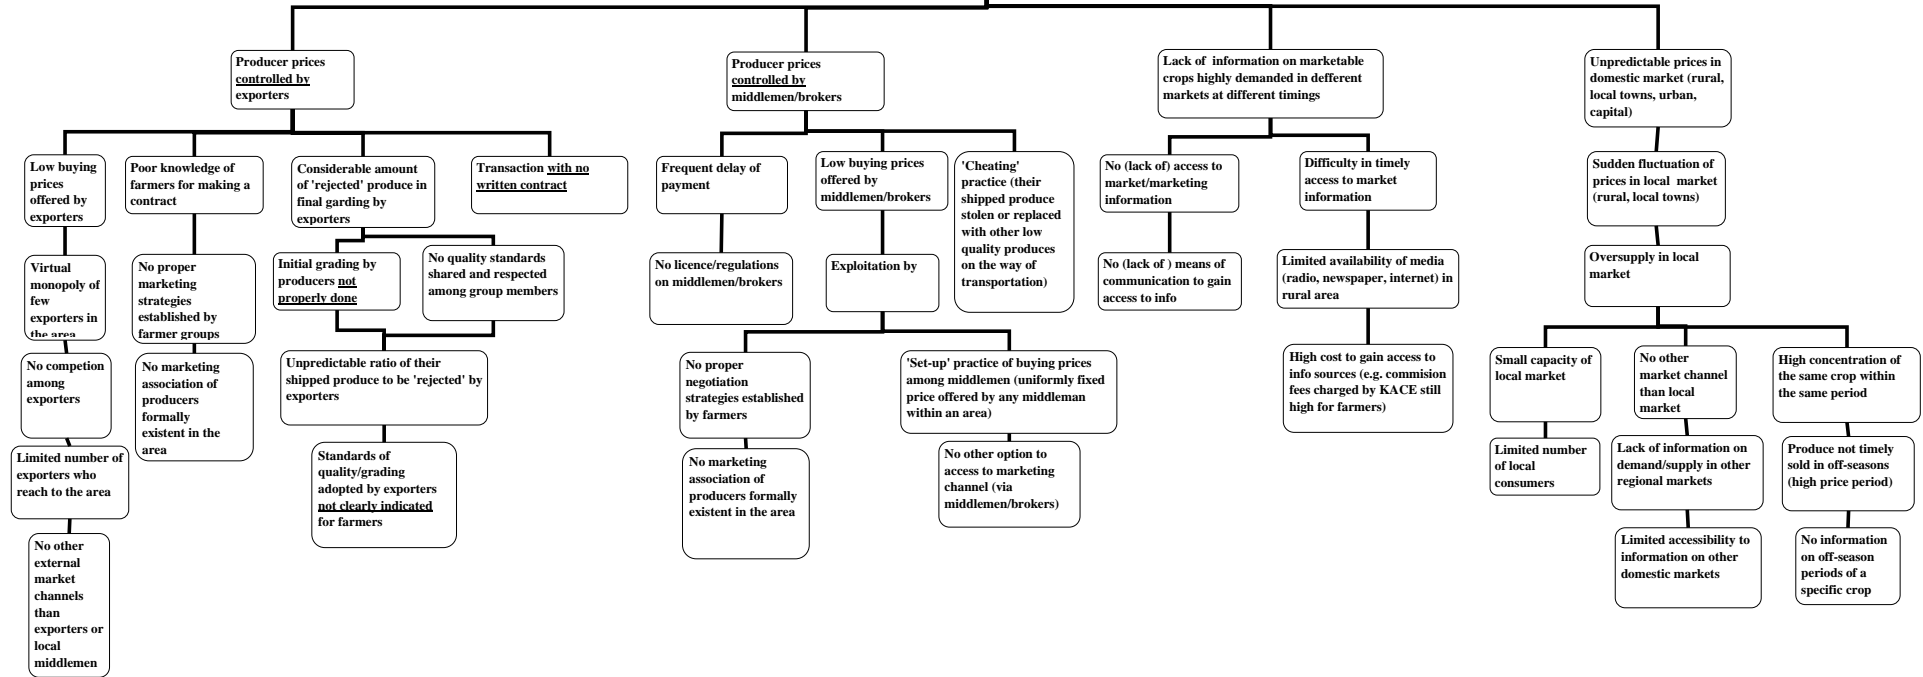 Producer prices
controlled by
exporters
Producer prices
controlled by
middlemen/brokers
Lack of information on marketable
crops highly demanded in defferent
markets at different timings
Unpredictable prices in
domestic market (rural,
local towns, urban,
capital)
Low buying
prices
offered by
exporters
Poor knowledge of
farmers for making a
contract
Considerable amount
of 'rejected' produce in
final garding by
exporters
Transaction with no
written contract
Frequent delay of
payment
Low buying prices
offered by
middlemen/brokers
'Cheating'
practice (their
shipped produce
stolen or replaced
with other low
quality produces
on the way of
transportation)
No (lack of) access to
market/marketing
information
Difficulty in timely
access to market
information
Sudden fluctuation of
prices in local market
(rural, local towns)
Virtual
monopoly of
few
exporters in
the area
No proper
marketing
strategies
established by
farmer groups
Initial grading by
producers not
properly done
No quality standards
shared and respected
among group members
No licence/regulations
on middlemen/brokers
Exploitation by
No (lack of ) means of
communication to gain
access to info
Limited availability of media
(radio, newspaper, internet) in
rural area
Oversupply in local
market
No competion
among
exporters
No marketing
association of
producers
formally
existent in the
area
Unpredictable ratio of their
shipped produce to be 'rejected' by
exporters
No proper
negotiation
strategies established
by farmers
'Set-up' practice of buying prices
among middlemen (uniformly fixed
price offered by any middleman
within an area)
High cost to gain access to
info sources (e.g. commision
fees charged by KACE still
high for farmers)
Small capacity of
local market
No other
market channel
than local
market
High concentration of
the same crop within
the same period
Limited number of
exporters who
reach to the area
Standards of
quality/grading
adopted by exporters
not clearly indicated
for farmers
No marketing
association of
producers formally
existent in the area
No other option to
access to marketing
channel (via
middlemen/brokers)
Limited number
of local
consumers
Lack of information on
demand/supply in other
regional markets
Produce not timely
sold in off-seasons
(high price period)
No other
external
market
channels
than
exporters or
local
middlemen
Limited accessibility to
information on other
domestic markets
No information
on off-season
periods of a
specific crop